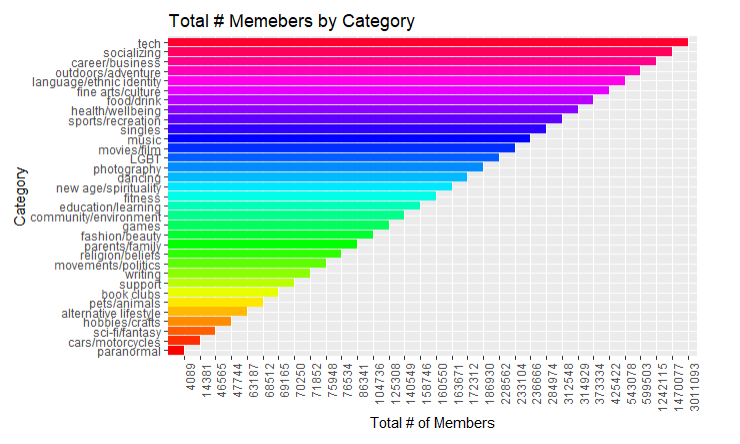 Total # Memebers by Category
Category
tech
socializing
career/business
outdoors/adventure
language/ethnic identity
fine arts/culture
food/drink
health/wellbeing
sports/recreation
singles
music
movies/film
LGBT
photography
dancing
new age/spirituality
fitness
education/learning
community/environment
games
fashion/beauty
parents/family
religion/beliefs
movements/politics
writing
support
book clubs
pets/animals
alternative lifestyle
hobbies/crafts
sci-fi/fantasy
cars/motorcycles
paranormal
4089
14381
46565
47744
63187
68512
69165
70250
71852
75948
76534
86341
104736
125308
140549
158746
160550
163671
172312
186930
228562
233104
236666
284974
312548
314929
373334
425422
543078
599503
1242115
1470077
3011093
Total # of Members